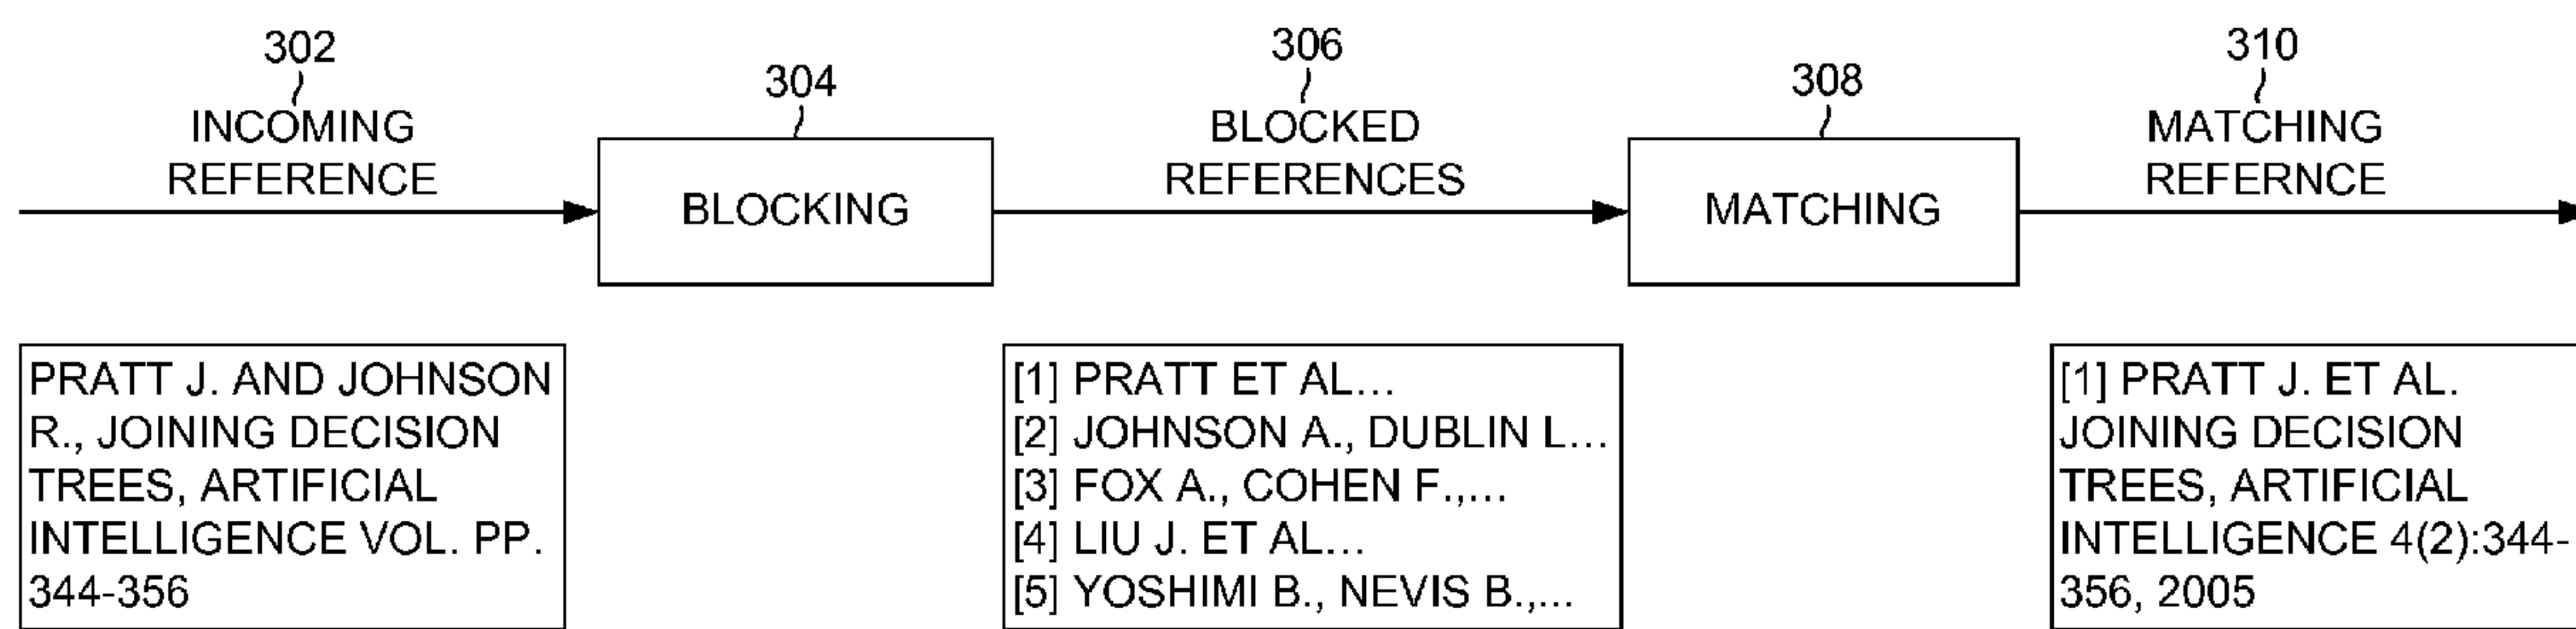 302
INCOMING
REFERENCE
304
BLOCKING
306
BLOCKED
REFERENCES
308
MATCHING
310
MATCHING
REFERNCE
PRATT J. AND JOHNSON
R., JOINING DECISION
TREES, ARTIFICIAL
INTELLIGENCE VOL. PP.
344-356
[1] PRATT ET AL...
[2] JOHNSON A., DUBLIN L...
[3] FOX A., COHEN F.,...
[4] LIU J. ET AL...
[5] YOSHIMI B., NEVIS B.,...
[1] PRATT J. ET AL.
JOINING DECISION
TREES, ARTIFICIAL
INTELLIGENCE 4(2):344-
356, 2005